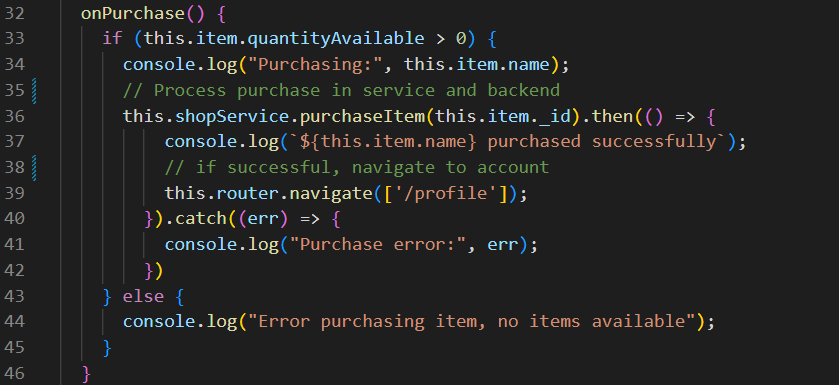 32 onPurchase() {
33 if (this.item.quantityAvailable > 0) {
34 console.log("Purchasing:", this.item.name);
35 // Process purchase in service and backend
36 this.shopService.purchaseItem(this.item._id).then(() => {
37 console.log(`${this.item.name} purchased successfully`);
38 // if successful, navigate to account
39 this.router.navigate(['/profile']);
40 }).catch((err) => {
41 console.log("Purchase error:", err);
42 })
43 } else {
44 console.log("Error purchasing item, no items available");
45 }
46 }